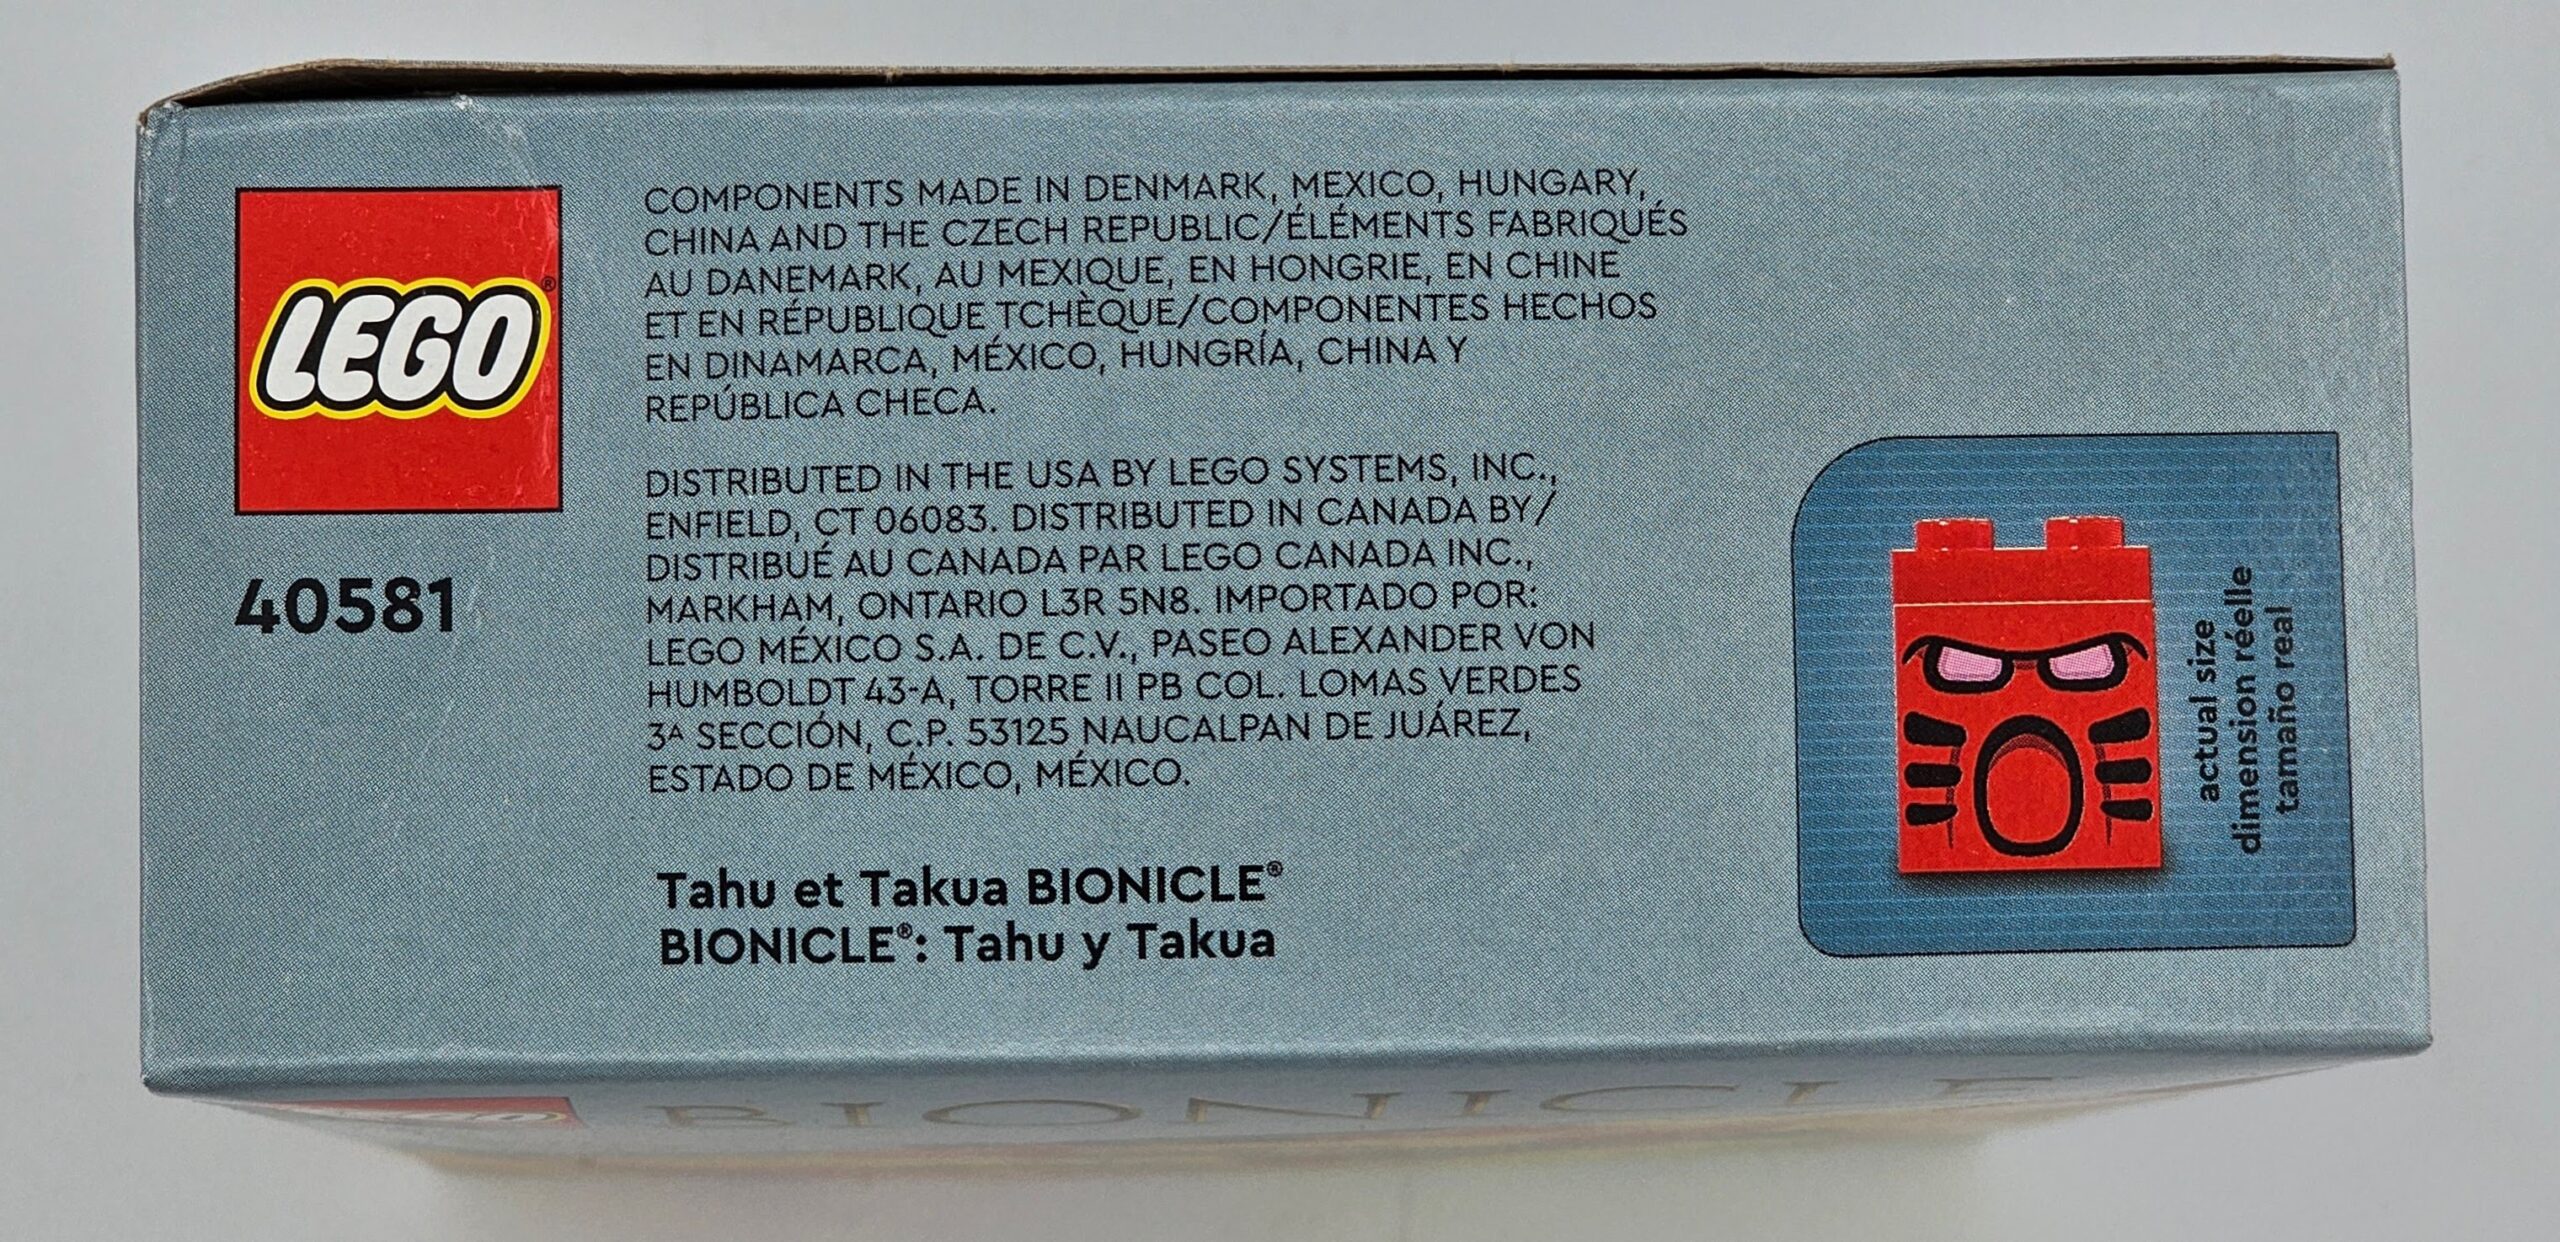 LEGO®
40581
COMPONENTS MADE IN DENMARK, MEXICO, HUNGARY,
CHINA AND THE CZECH REPUBLIC/ÉLÉMENTS FABRIQUÉS
AU DANEMARK, AU MEXIQUE, EN HONGRIE, EN CHINE
ET EN RÉPUBLIQUE TCHÈQUE/COMPONENTES HECHOS
EN DINAMARCA, MÉXICO, HUNGRÍA, CHINA Y
REPÚBLICA CHECA.
DISTRIBUTED IN THE USA BY LEGO SYSTEMS, INC.,
ENFIELD, CT 06083. DISTRIBUTED IN CANADA BY/
DISTRIBUÉ AU CANADA PAR LEGO CANADA INC.,
MARKHAM, ONTARIO L3R 5N8. IMPORTADO POR:
LEGO MÉXICO S.A. DE C.V., PASEO ALEXANDER VON
HUMBOLDT 43-A, TORRE II PB COL. LOMAS VERDES
3ᴬ SECCIÓN, C.P. 53125 NAUCALPAN DE JUÁREZ,
ESTADO DE MÉXICO, MÉXICO.
Tahu et Takua BIONICLE®
BIONICLE®: Tahu y Takua
actual size
dimension réelle
tamaño real
BIONICLE